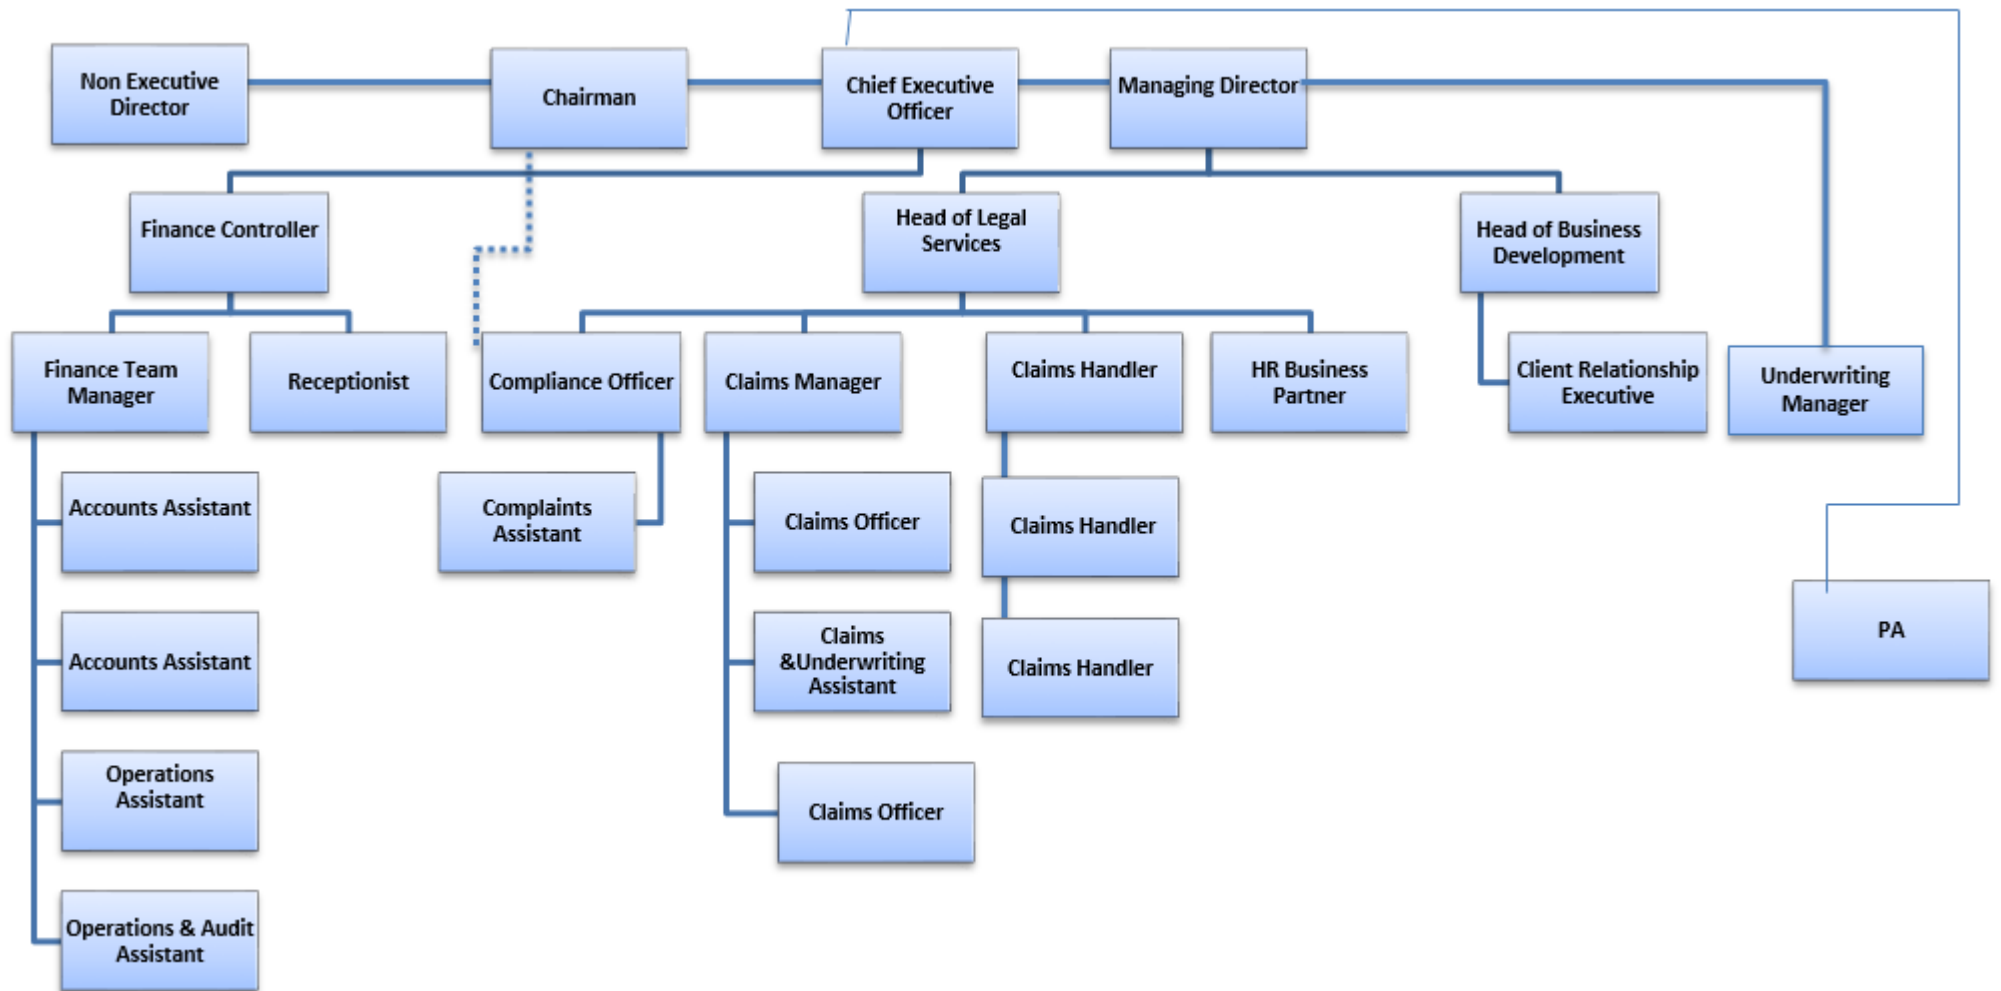 Non Executive
Director
Chairman
Chief Executive
Officer
Managing Director
Finance Controller
Head of Legal
Services
Head of Business
Development
Finance Team
Manager
Receptionist
Compliance Officer
Claims Manager
Claims Handler
HR Business
Partner
Client Relationship
Executive
Underwriting
Manager
Accounts Assistant
Complaints
Assistant
Claims Officer
Claims Handler
Accounts Assistant
Claims
&Underwriting
Assistant
Claims Handler
PA
Operations
Assistant
Claims Officer
Operations & Audit
Assistant